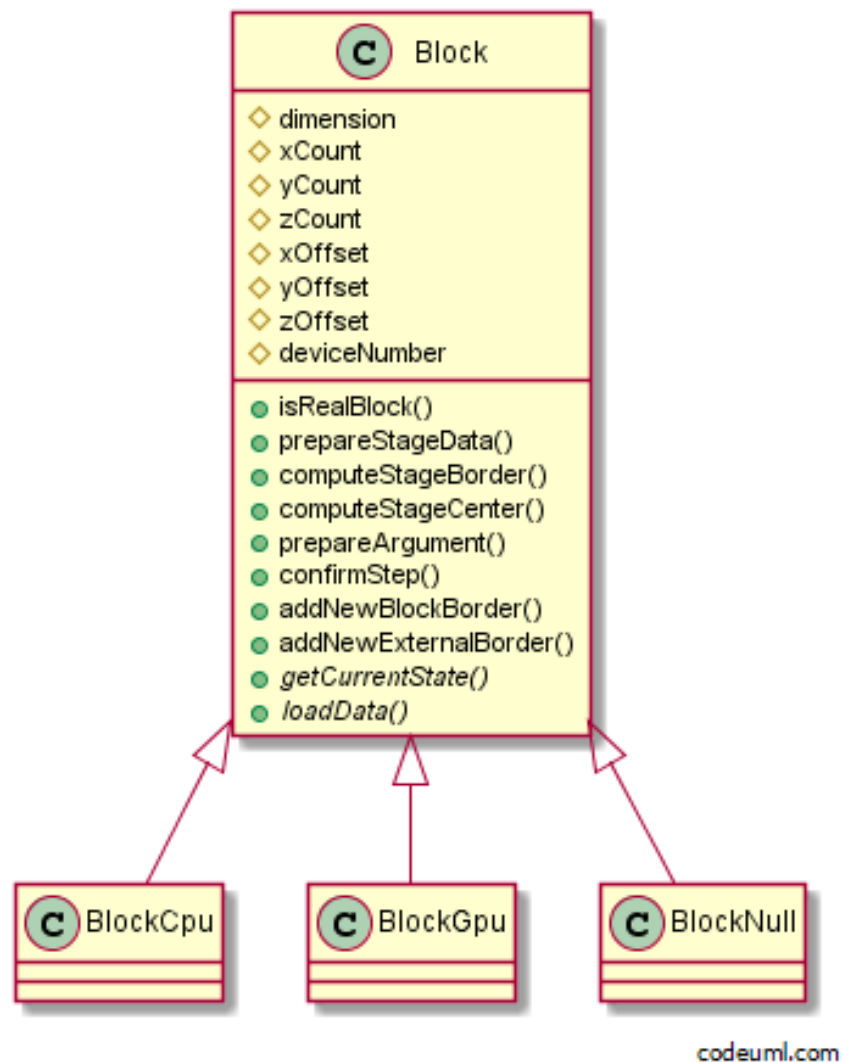 C Block
dimension
xCount
yCount
zCount
xOffset
yOffset
zOffset
deviceNumber
isRealBlock()
prepareStageData()
computeStageBorder()
computeStageCenter()
prepareArgument()
confirmStep()
addNewBlockBorder()
addNewExternalBorder()
getCurrentState()
loadData()
C BlockCpu
C BlockGpu
C BlockNull
codeuml.com